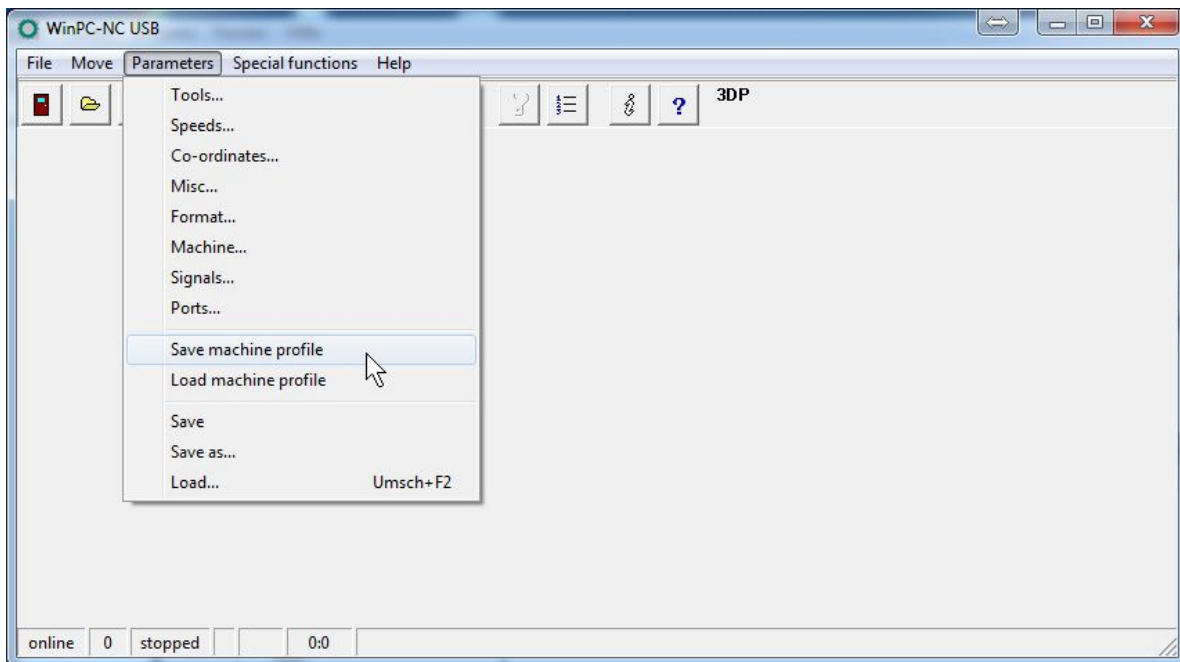 WinPC-NC USB
File Move Parameters Special functions Help
3DP
Tools...
Speeds...
Co-ordinates...
Misc...
Format...
Machine...
Signals...
Ports...
Save machine profile
Load machine profile
Save
Save as...
Load... Umsch+F2
online 0 stopped 0:0